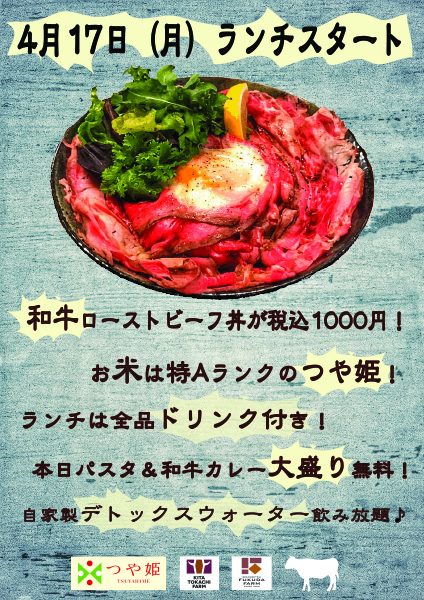 4月17日（月）ランチスタート
和牛ローストビーフ丼が税込1000円！
お米は特Aランクのつや姫！
ランチは全品ドリンク付き！
本日パスタ＆和牛カレー大盛り無料！
自家製デトックスウォーター飲み放題♪
つや姫
TSUYAHIME
KITA
TOKACHI
FARM
FUKUDA
FARM